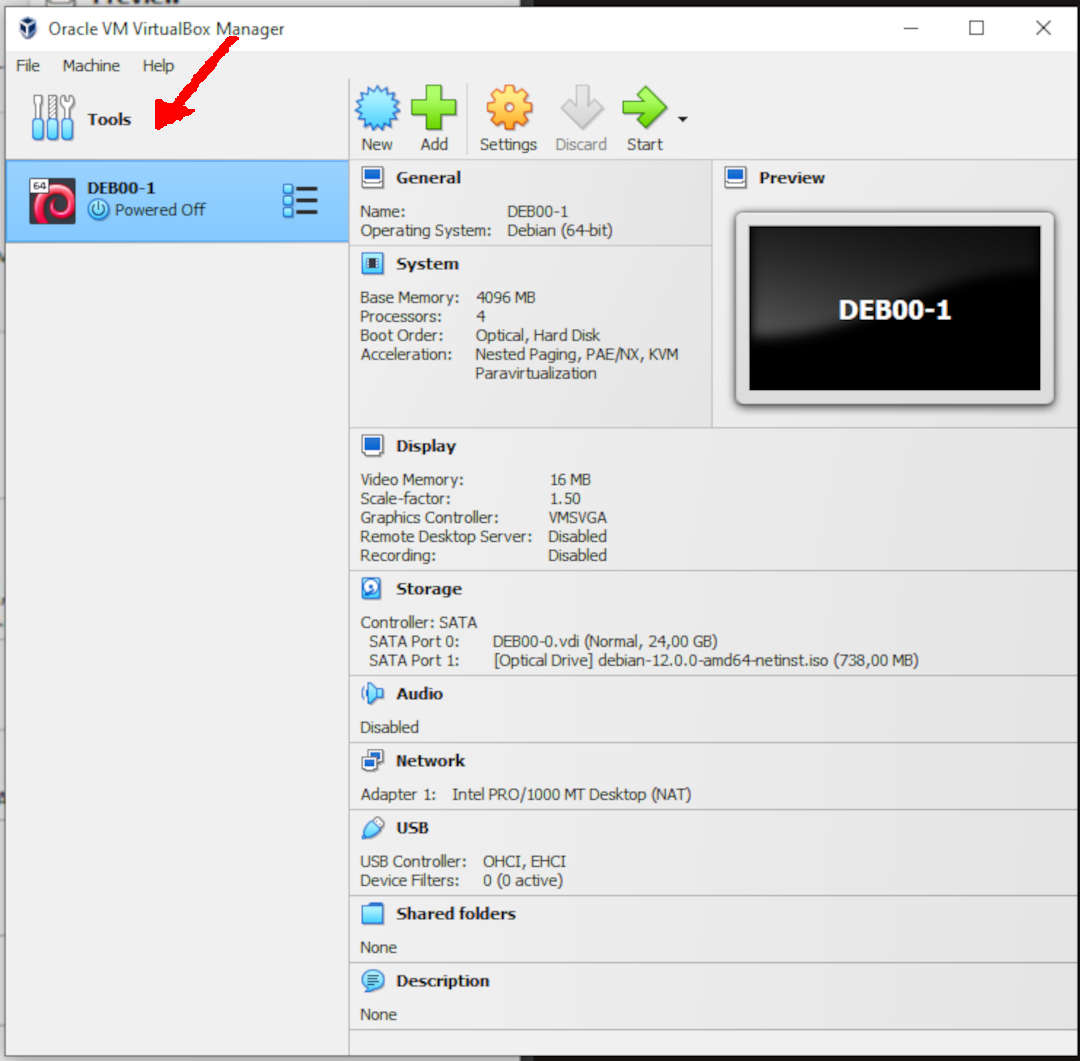 Preview
Oracle VM VirtualBox Manager
File Machine Help
Tools
New Add Settings Discard Start
64
DEB00-1
Powered Off
General
Name: DEB00-1
Operating System: Debian (64-bit)
Preview
DEB00-1
System
Base Memory: 4096 MB
Processors: 4
Boot Order: Optical, Hard Disk
Acceleration: Nested Paging, PAE/NX, KVM
Paravirtualization
Display
Video Memory: 16 MB
Scale-factor: 1.50
Graphics Controller: VMSVGA
Remote Desktop Server: Disabled
Recording: Disabled
Storage
Controller: SATA
SATA Port 0: DEB00-0.vdi (Normal, 24,00 GB)
SATA Port 1: [Optical Drive] debian-12.0.0-amd64-netinst.iso (738,00 MB)
Audio
Disabled
Network
Adapter 1: Intel PRO/1000 MT Desktop (NAT)
USB
USB Controller: OHCI, EHCI
Device Filters: 0 (0 active)
Shared folders
None
Description
None